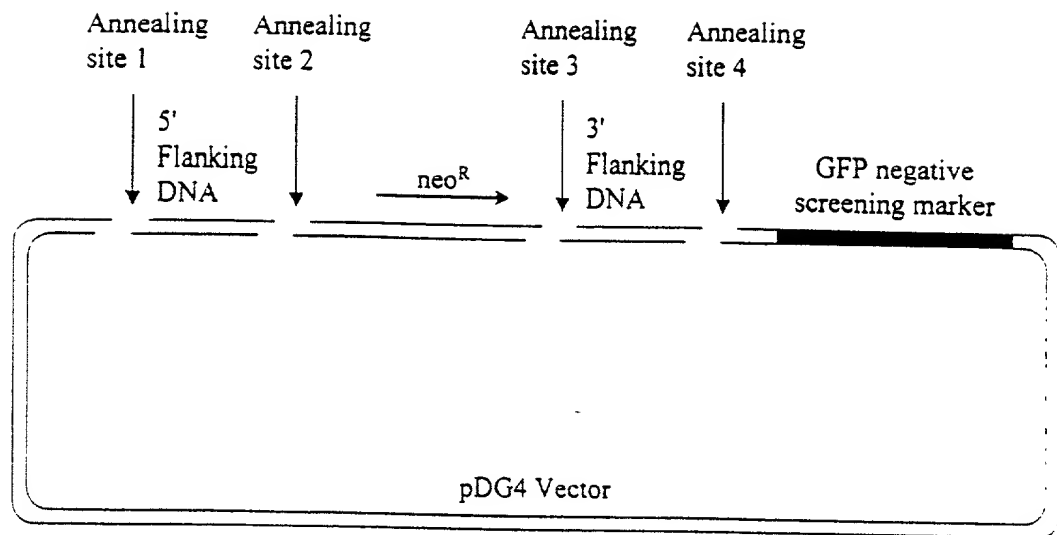 Annealing
site 1
Annealing
site 2
Annealing
site 3
Annealing
site 4
5'
Flanking
DNA
neoR
3'
Flanking
DNA
GFP negative
screening marker
pDG4 Vector